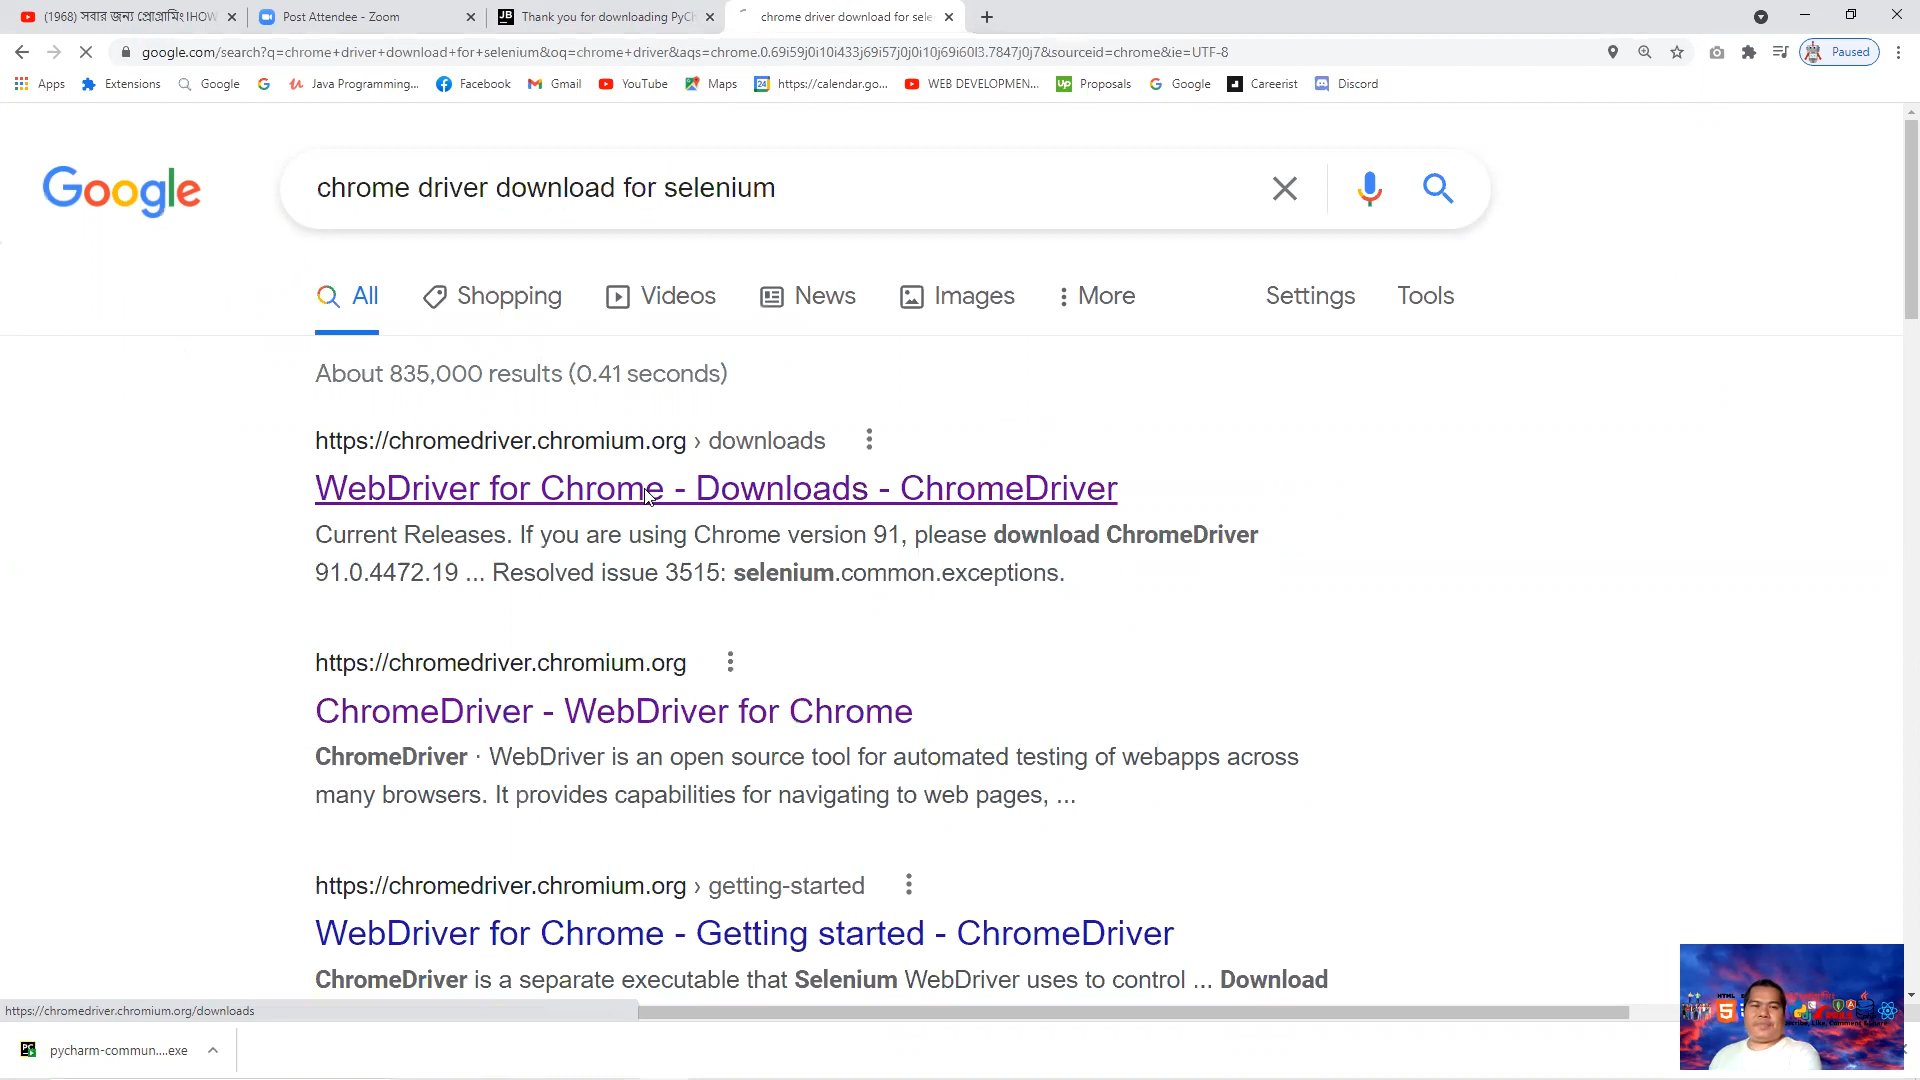 (1968) সবার জন্য প্রোগ্রামিং IHOW
Post Attendee - Zoom
Thank you for downloading PyCh
chrome driver download for sele
google.com/search?q=chrome+driver+download+for+selenium&oq=chrome+driver&aqs=chrome.0.69i59j0i10i433j69i57j0j0i10j69i60l3.7847j0j7&sourceid=chrome&ie=UTF-8
Paused
Apps
Extensions
Google
Java Programming...
Facebook
Gmail
YouTube
Maps
https://calendar.go...
WEB DEVELOPMEN...
Proposals
Google
Careerist
Discord
Google
chrome driver download for selenium
All
Shopping
Videos
News
Images
More
Settings
Tools
About 835,000 results (0.41 seconds)
https://chromedriver.chromium.org › downloads
WebDriver for Chrome - Downloads - ChromeDriver
Current Releases. If you are using Chrome version 91, please download ChromeDriver
91.0.4472.19 ... Resolved issue 3515: selenium.common.exceptions.
https://chromedriver.chromium.org
ChromeDriver - WebDriver for Chrome
ChromeDriver · WebDriver is an open source tool for automated testing of webapps across
many browsers. It provides capabilities for navigating to web pages, ...
https://chromedriver.chromium.org › getting-started
WebDriver for Chrome - Getting started - ChromeDriver
ChromeDriver is a separate executable that Selenium WebDriver uses to control ... Download
https://chromedriver.chromium.org/downloads
pycharm-commun....exe